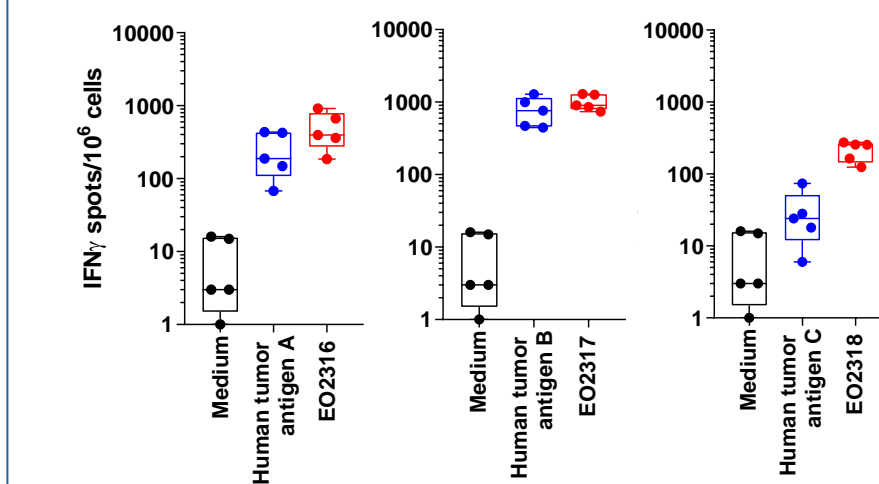 IFNγ spots/10⁶ cells
10000
1000
100
10
1
Medium
Human tumor
antigen A
EO2316
10000
1000
100
10
1
Medium
Human tumor
antigen B
EO2317
10000
1000
100
10
1
Medium
Human tumor
antigen C
EO2318